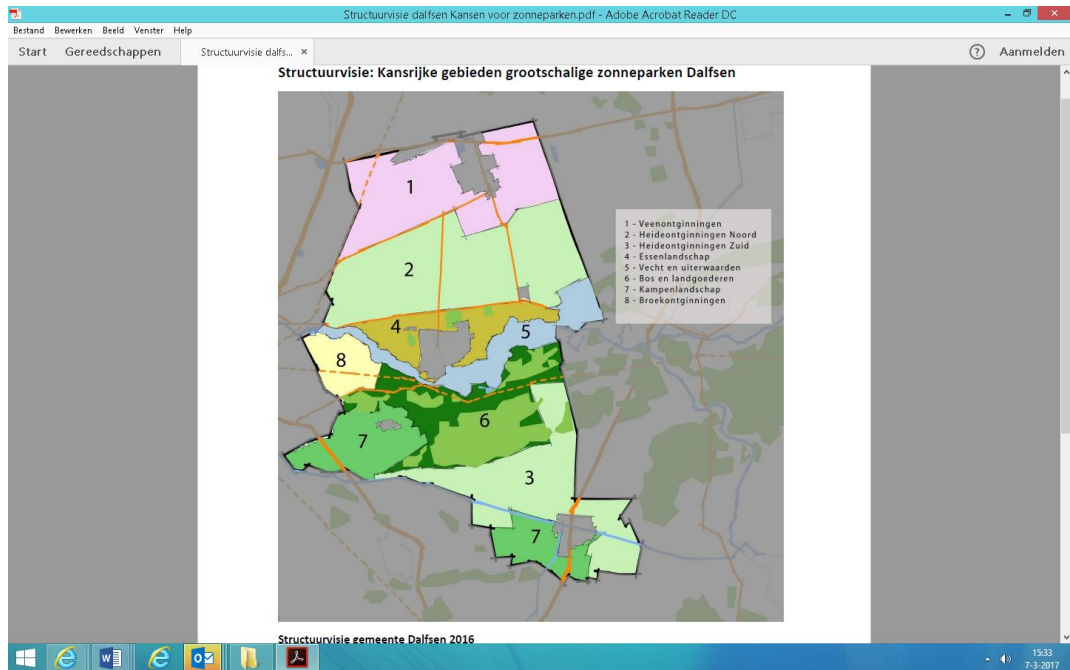 Structuurvisie dalfsen Kansen voor zonneparken.pdf - Adobe Acrobat Reader DC
Bestand Bewerken Beeld Venster Help
Start Gereedschappen Structuurvisie dalfs... × ? Aanmelden
Structuurvisie: Kansrijke gebieden grootschalige zonneparken Dalfsen
1
1 - Veenontginningen
2 - Heideontginningen Noord
3 - Heideontginningen Zuid
4 - Essenlandschap
5 - Vecht en uiterwaarden
6 - Bos en landgoederen
7 - Kampenlandschap
8 - Broekontginningen
2
4
5
8
6
7
3
7
Structuurvisie gemeente Dalfsen 2016
15:33
7-3-2017